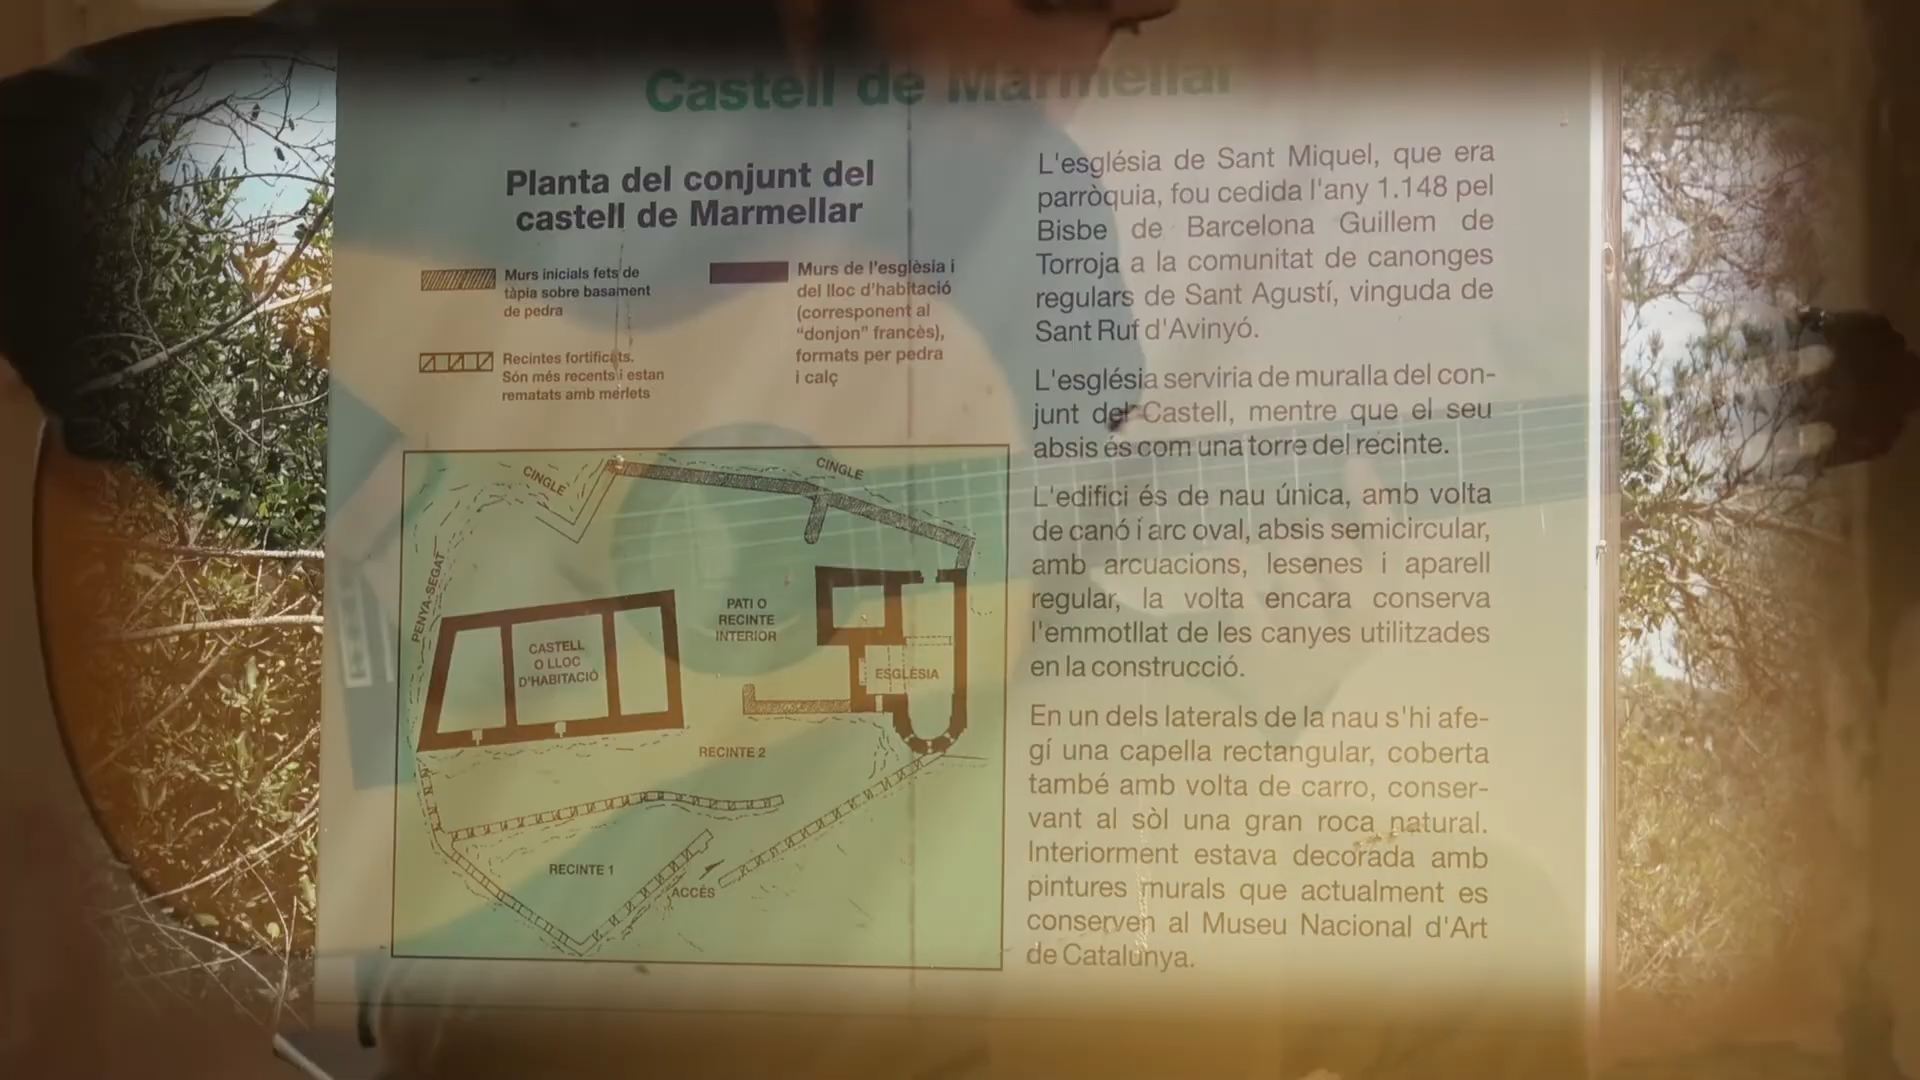 Castell de Marmellar
Planta del conjunt del
castell de Marmellar
Murs inicials fets de
tàpia sobre basament
de pedra
Recintes fortificats.
Són més recents i estan
rematats amb merlets
Murs de l'esglèsia i
del lloc d'habitació
(corresponent al
"donjon" francès),
formats per pedra
i calç
CINGLE
CINGLE
PENYA-SEGAT
PATI O
RECINTE
INTERIOR
CASTELL
O LLOC
D'HABITACIÓ
ESGLÉSIA
RECINTE 2
RECINTE 1
ACCÉS
L'església de Sant Miquel, que era
parròquia, fou cedida l'any 1.148 pel
Bisbe de Barcelona Guillem de
Torroja a la comunitat de canonges
regulars de Sant Agustí, vinguda de
Sant Ruf d'Avinyó.
L'església serviria de muralla del con-
junt del Castell, mentre que el seu
absis és com una torre del recinte.
L'edifici és de nau única, amb volta
de canó i arc oval, absis semicircular,
amb arcuacions, lesenes i aparell
regular, la volta encara conserva
l'emmotllat de les canyes utilitzades
en la construcció.
En un dels laterals de la nau s'hi afe-
gí una capella rectangular, coberta
també amb volta de carro, conser-
vant al sòl una gran roca natural.
Interiorment estava decorada amb
pintures murals que actualment es
conserven al Museu Nacional d'Art
de Catalunya.